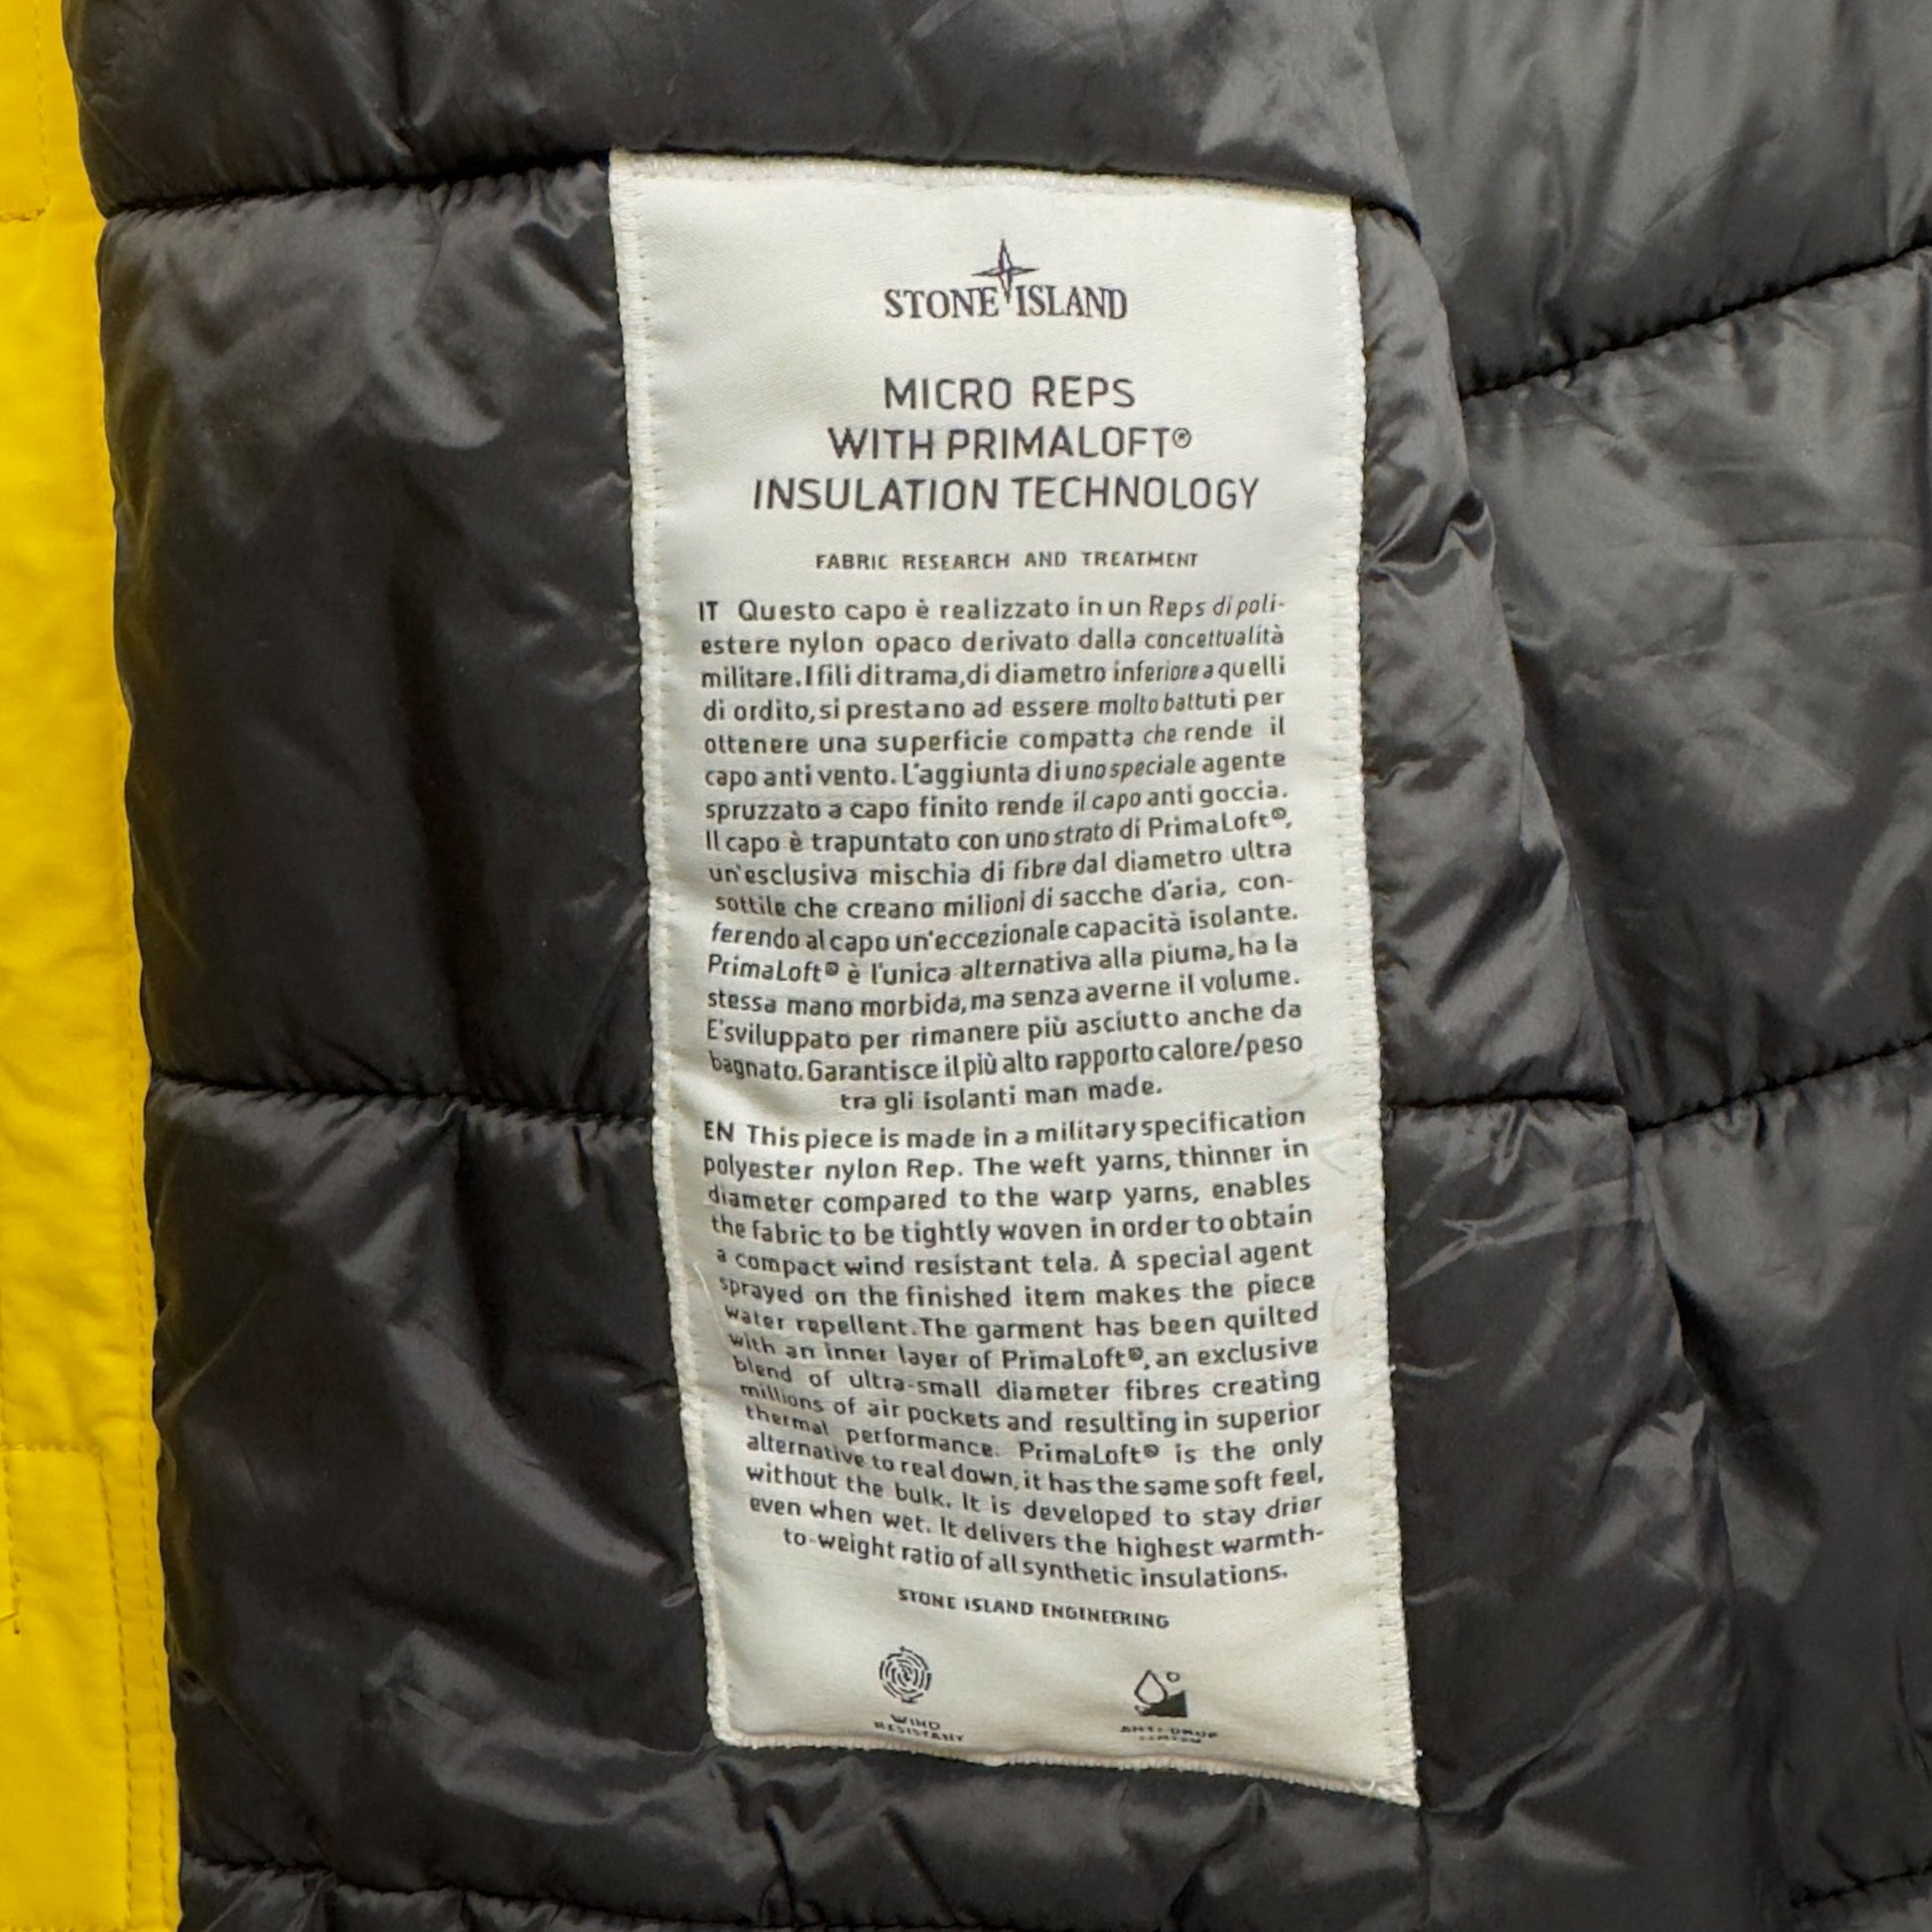 STONE ISLAND
MICRO REPS
WITH PRIMALOFT®
INSULATION TECHNOLOGY
FABRIC RESEARCH AND TREATMENT
IT Questo capo è realizzato in un Reps di poli-
estere nylon opaco derivato dalla concettualità
militare. I fili di trama, di diametro inferiore a quelli
di ordito, si prestano ad essere molto battuti per
ottenere una superficie compatta che rende il
capo anti vento. L'aggiunta di uno speciale agente
spruzzato a capo finito rende il capo anti goccia.
Il capo è trapuntato con uno strato di PrimaLoft®,
un'esclusiva mischia di fibre dal diametro ultra
sottile che creano milioni di sacche d'aria, con-
ferendo al capo un'eccezionale capacità isolante.
PrimaLoft® è l'unica alternativa alla piuma, ha la
stessa mano morbida, ma senza averne il volume.
E'sviluppato per rimanere più asciutto anche da
bagnato. Garantisce il più alto rapporto calore/peso
tra gli isolanti man made.
EN This piece is made in a military specification
polyester nylon Rep. The weft yarns, thinner in
diameter compared to the warp yarns, enables
the fabric to be tightly woven in order to obtain
a compact wind resistant tela. A special agent
sprayed on the finished item makes the piece
water repellent. The garment has been quilted
with an inner layer of PrimaLoft®, an exclusive
blend of ultra-small diameter fibres creating
millions of air pockets and resulting in superior
thermal performance. PrimaLoft® is the only
alternative to real down, it has the same soft feel,
without the bulk. It is developed to stay drier
even when wet. It delivers the highest warmth-
to-weight ratio of all synthetic insulations.
STONE ISLAND ENGINEERING
WIND
RESISTANT
ANTI-DROP